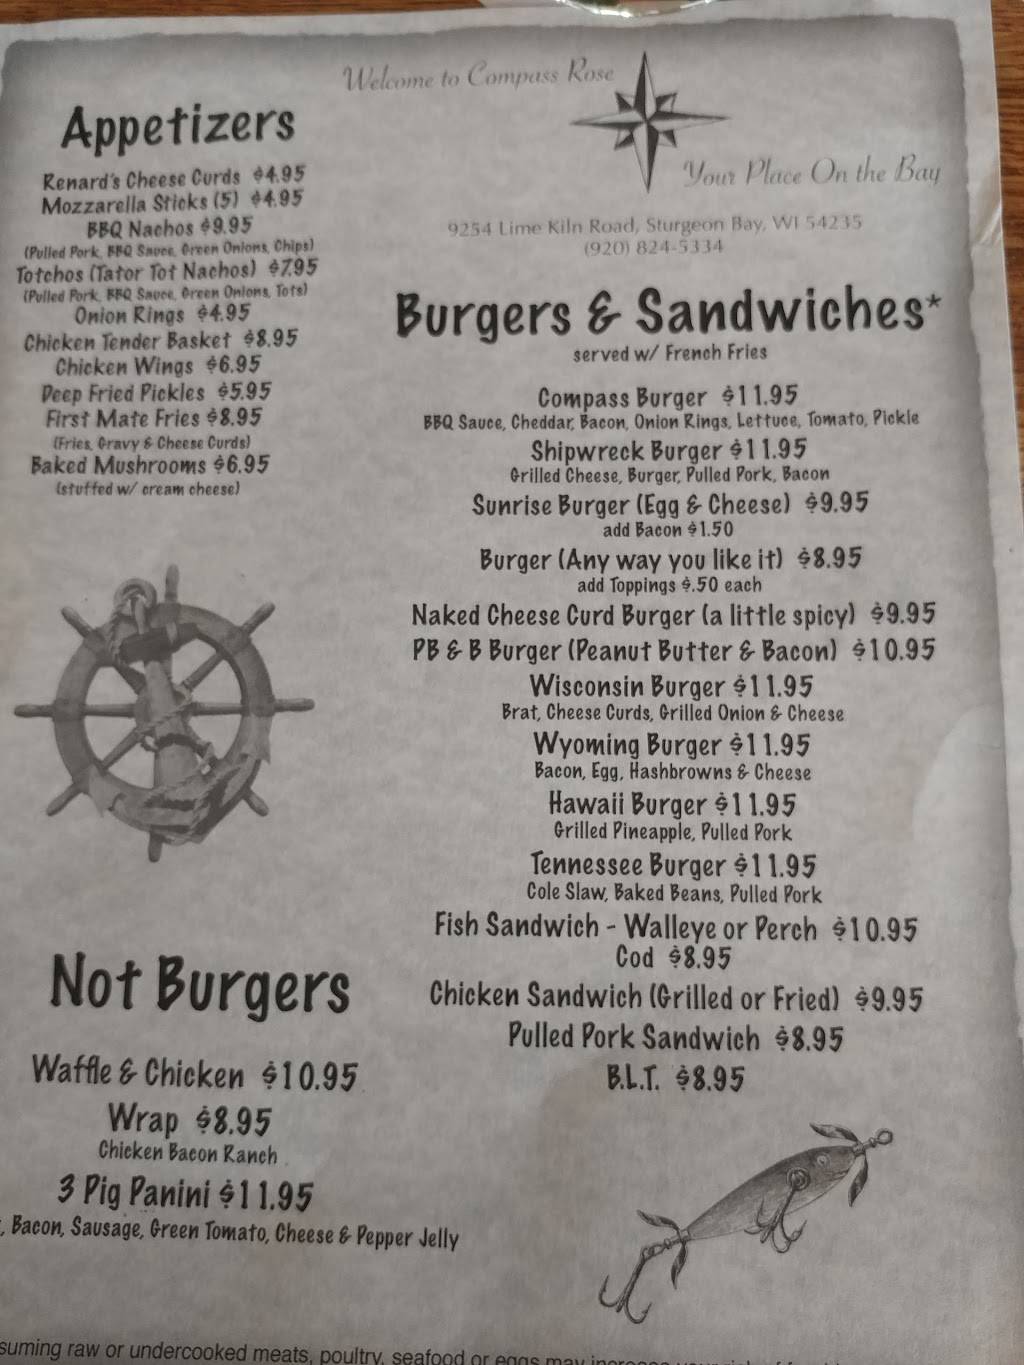 Welcome to Compass Rose
Your Place On the Bay
9254 Lime Kiln Road, Sturgeon Bay, WI 54235
(920) 824-5334
Appetizers
Renard's Cheese Curds $4.95
Mozzarella Sticks (5) $4.95
BBQ Nachos $9.95
(Pulled Pork, BBQ Sauce, Green Onions, Chips)
Totchos (Tator Tot Nachos) $7.95
(Pulled Pork, BBQ Sauce, Green Onions, Tots)
Onion Rings $4.95
Chicken Tender Basket $8.95
Chicken Wings $6.95
Deep Fried Pickles $5.95
First Mate Fries $8.95
(Fries, Gravy & Cheese Curds)
Baked Mushrooms $6.95
(stuffed w/ cream cheese)
Burgers & Sandwiches*
served w/ French Fries
Compass Burger $11.95
BBQ Sauce, Cheddar, Bacon, Onion Rings, Lettuce, Tomato, Pickle
Shipwreck Burger $11.95
Grilled Cheese, Burger, Pulled Pork, Bacon
Sunrise Burger (Egg & Cheese) $9.95
add Bacon $1.50
Burger (Any way you like it) $8.95
add Toppings $.50 each
Naked Cheese Curd Burger (a little spicy) $9.95
PB & B Burger (Peanut Butter & Bacon) $10.95
Wisconsin Burger $11.95
Brat, Cheese Curds, Grilled Onion & Cheese
Wyoming Burger $11.95
Bacon, Egg, Hashbrowns & Cheese
Hawaii Burger $11.95
Grilled Pineapple, Pulled Pork
Tennessee Burger $11.95
Cole Slaw, Baked Beans, Pulled Pork
Fish Sandwich - Walleye or Perch $10.95
Cod $8.95
Chicken Sandwich (Grilled or Fried) $9.95
Pulled Pork Sandwich $8.95
B.L.T. $8.95
Not Burgers
Waffle & Chicken $10.95
Wrap $8.95
Chicken Bacon Ranch
3 Pig Panini $11.95
, Bacon, Sausage, Green Tomato, Cheese & Pepper Jelly
suming raw or undercooked meats, poultry, seafood or eggs may